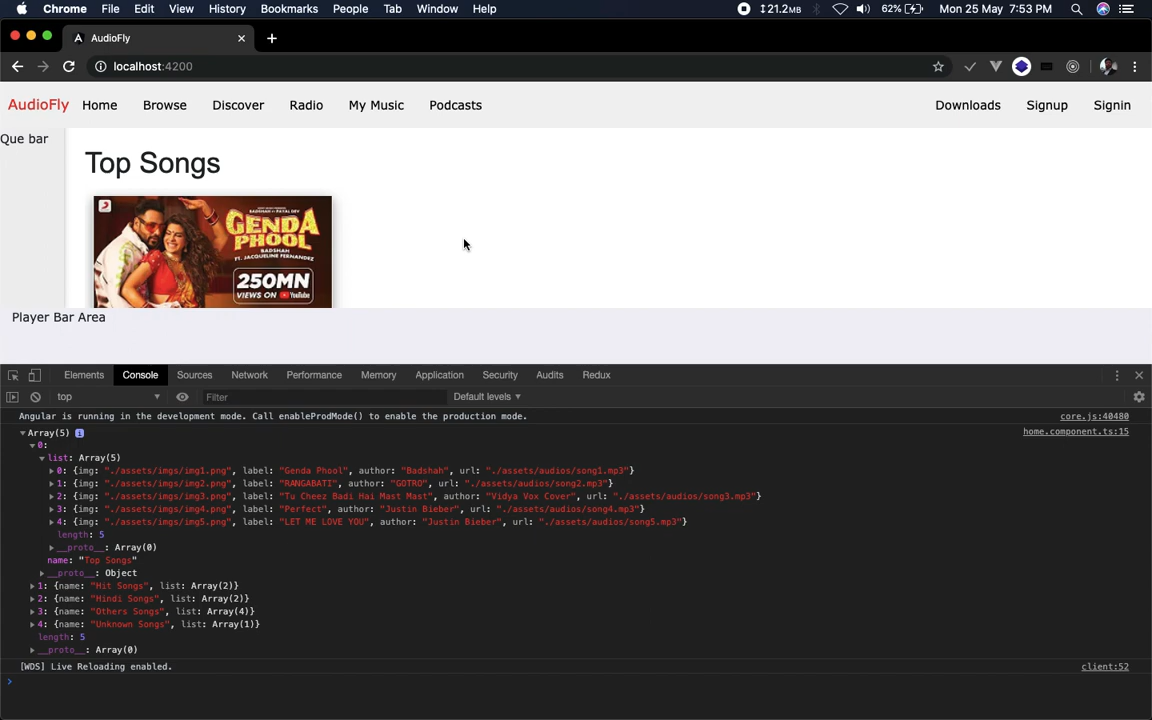 Chrome File Edit View History Bookmarks People Tab Window Help 21.2MB 62% Mon 25 May 7:53 PM
AudioFly
localhost:4200
AudioFly Home Browse Discover Radio My Music Podcasts Downloads Signup Signin
Que bar
Top Songs
BADSHAH FT. PAYAL DEV
GENDA
PHOOL
BADSHAH
FT. JACQUELINE FERNANDEZ
250MN
VIEWS ON YouTube
Player Bar Area
Elements Console Sources Network Performance Memory Application Security Audits Redux
top Filter Default levels
Angular is running in the development mode. Call enableProdMode() to enable the production mode. core.js:40480
Array(5) i home.component.ts:15
0:
list: Array(5)
0: {img: "./assets/imgs/img1.png", label: "Genda Phool", author: "Badshah", url: "./assets/audios/song1.mp3"}
1: {img: "./assets/imgs/img2.png", label: "RANGABATI", author: "GOTRO", url: "./assets/audios/song2.mp3"}
2: {img: "./assets/imgs/img3.png", label: "Tu Cheez Badi Hai Mast Mast", author: "Vidya Vox Cover", url: "./assets/audios/song3.mp3"}
3: {img: "./assets/imgs/img4.png", label: "Perfect", author: "Justin Bieber", url: "./assets/audios/song4.mp3"}
4: {img: "./assets/imgs/img5.png", label: "LET ME LOVE YOU", author: "Justin Bieber", url: "./assets/audios/song5.mp3"}
length: 5
__proto__: Array(0)
name: "Top Songs"
__proto__: Object
1: {name: "Hit Songs", list: Array(2)}
2: {name: "Hindi Songs", list: Array(2)}
3: {name: "Others Songs", list: Array(4)}
4: {name: "Unknown Songs", list: Array(1)}
length: 5
__proto__: Array(0)
[WDS] Live Reloading enabled. client:52